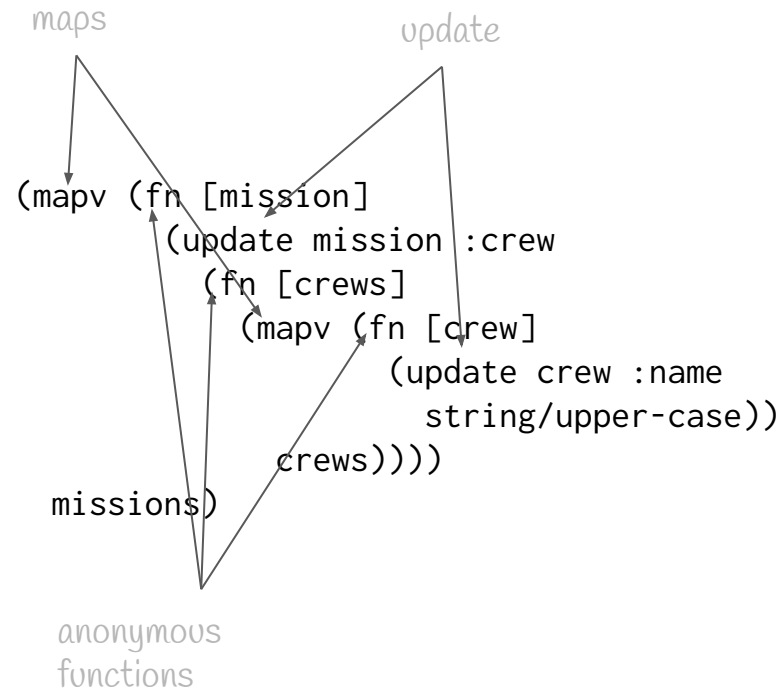 maps
update
(mapv (fn [mission]
(update mission :crew
(fn [crews]
(mapv (fn [crew]
(update crew :name
string/upper-case))
crews))))
missions)
anonymous
functions